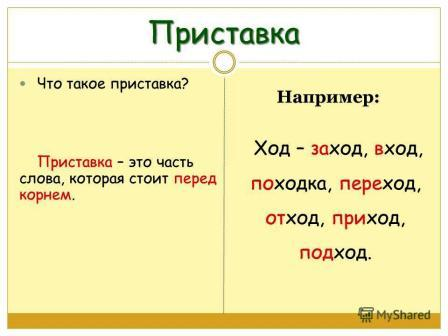 Приставка
• Что такое приставка?
Приставка – это часть
слова, которая стоит перед
корнем.
Например:
Ход – заход, вход,
походка, переход,
отход, приход,
подход.
MyShared